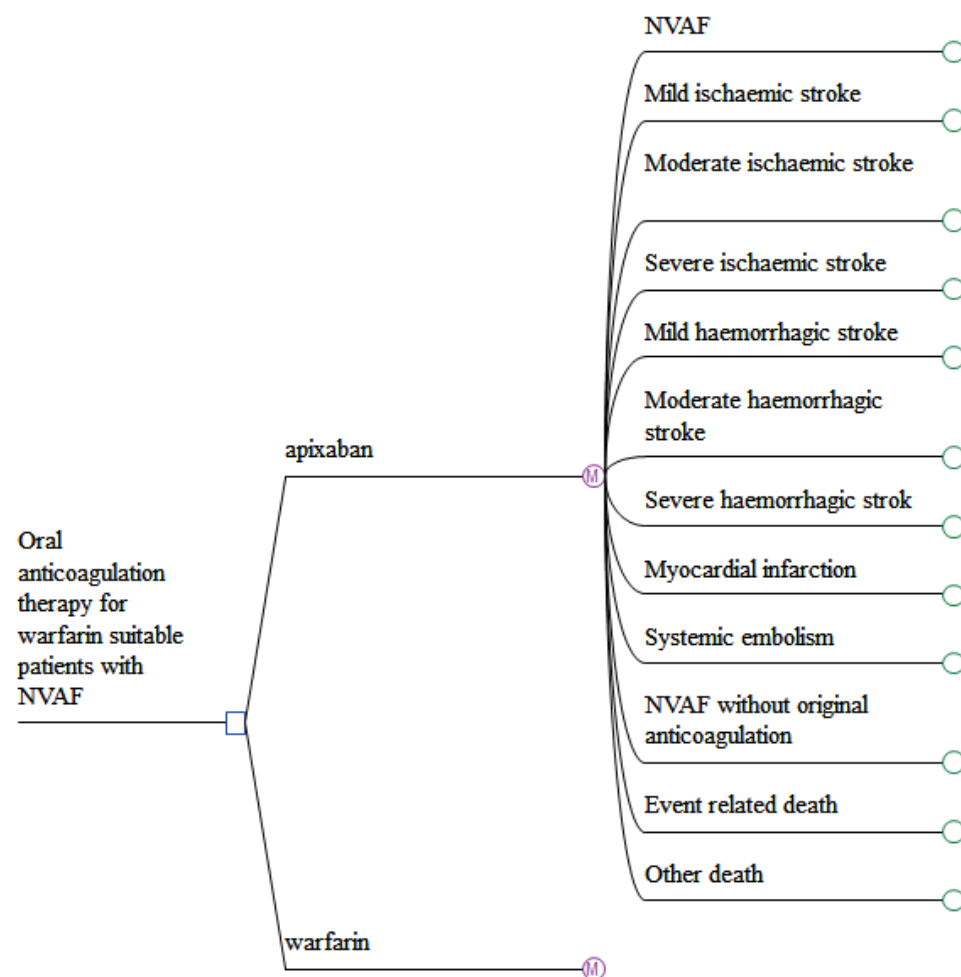 NVAF
Mild ischaemic stroke
Moderate ischaemic stroke
Severe ischaemic stroke
Mild haemorrhagic stroke
Moderate haemorrhagic
stroke
apixaban
M
Severe haemorrhagic strok
Oral
anticoagulation
therapy for
warfarin suitable
patients with
NVAF
Myocardial infarction
Systemic embolism
NVAF without original
anticoagulation
Event related death
Other death
warfarin
M